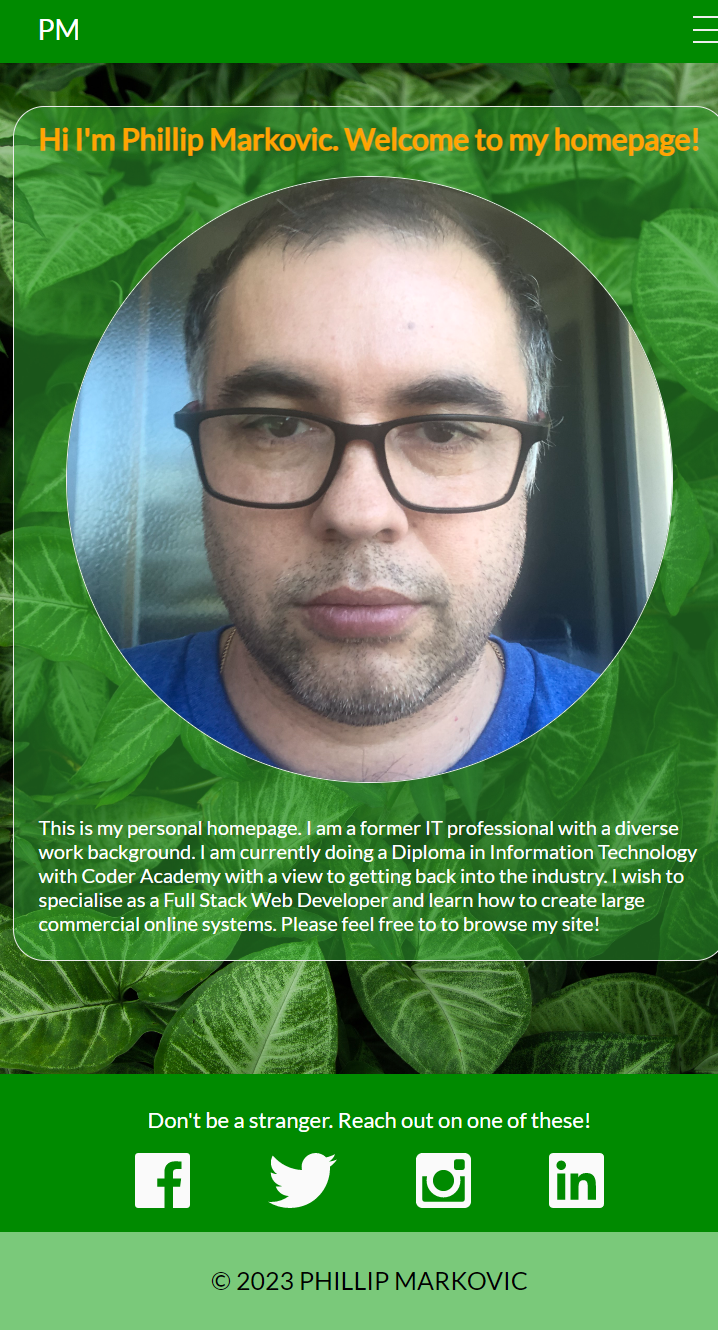 PM
Hi I'm Phillip Markovic. Welcome to my homepage!
This is my personal homepage. I am a former IT professional with a diverse
work background. I am currently doing a Diploma in Information Technology
with Coder Academy with a view to getting back into the industry. I wish to
specialise as a Full Stack Web Developer and learn how to create large
commercial online systems. Please feel free to to browse my site!
Don't be a stranger. Reach out on one of these!
© 2023 PHILLIP MARKOVIC